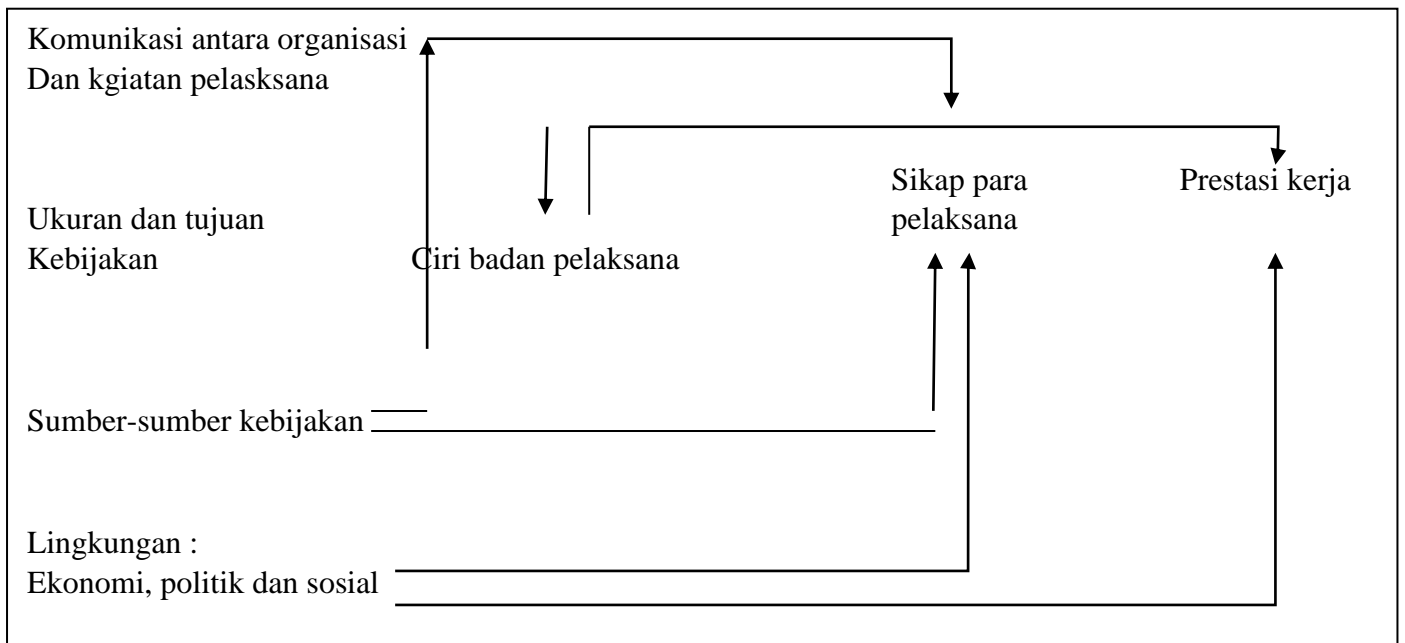 Komunikasi antara organisasi
Dan kgiatan pelasksana
Sikap para
pelaksana
Prestasi kerja
Ukuran dan tujuan
Kebijakan
Ciri badan pelaksana
Sumber-sumber kebijakan
Lingkungan :
Ekonomi, politik dan sosial